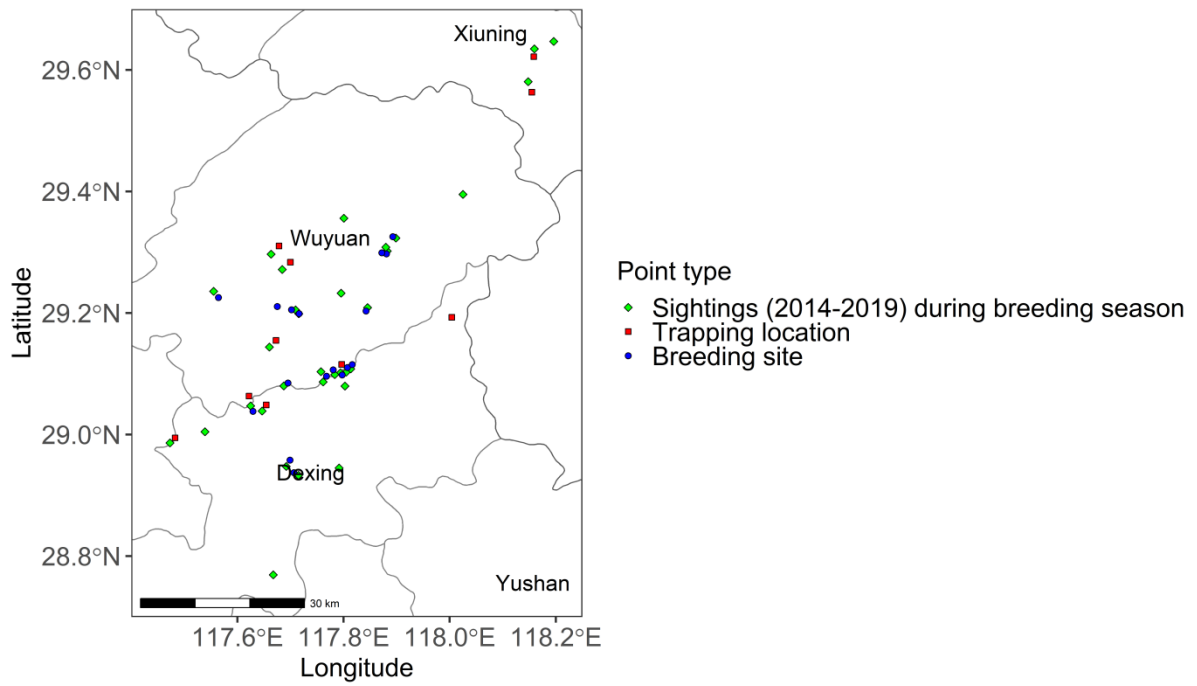 Xiuning
29.6°N
29.4°N
Wuyuan
29.2°N
29.0°N
Dexing
28.8°N
Yushan
30 km
117.6°E 117.8°E 118.0°E 118.2°E
Longitude
Latitude
Point type
Sightings (2014-2019) during breeding season
Trapping location
Breeding site